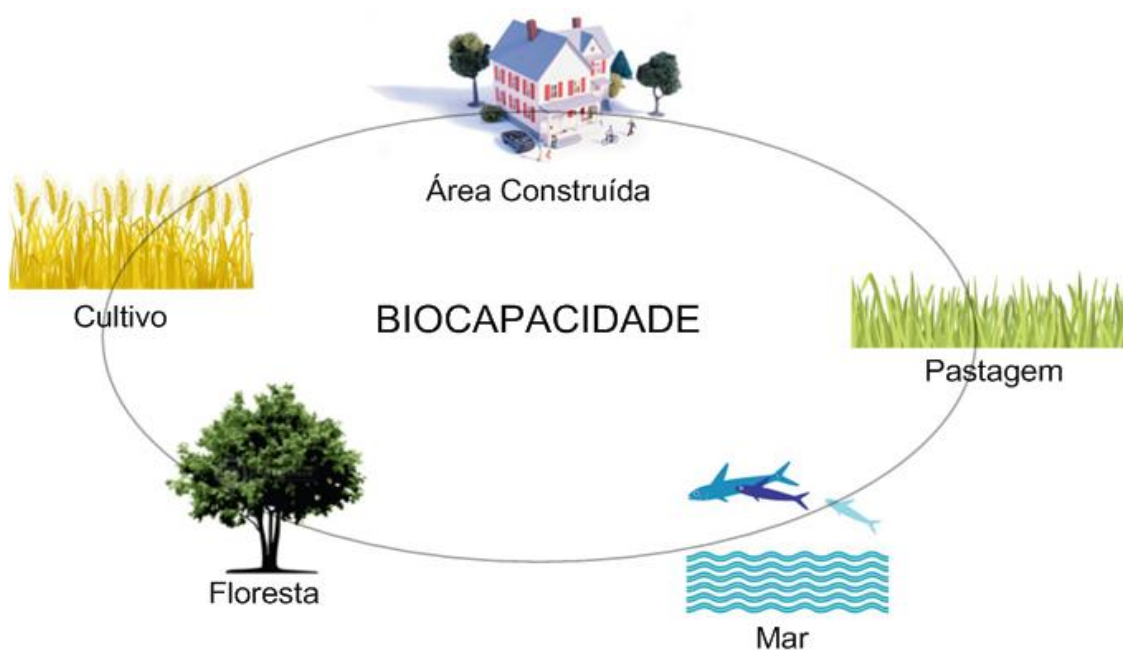 Área Construída
Cultivo
BIOCAPACIDADE
Pastagem
Floresta
Mar